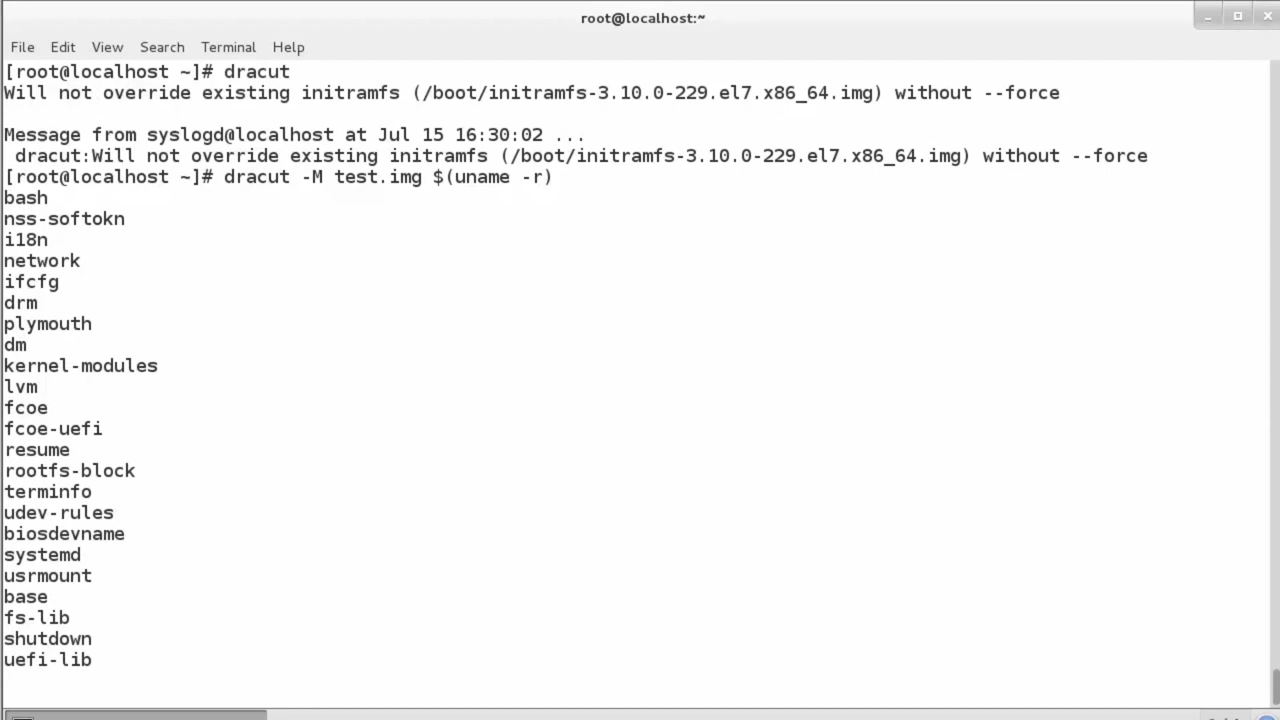 root@localhost:~
File Edit View Search Terminal Help
[root@localhost ~]# dracut
Will not override existing initramfs (/boot/initramfs-3.10.0-229.el7.x86_64.img) without --force
Message from syslogd@localhost at Jul 15 16:30:02 ...
dracut:Will not override existing initramfs (/boot/initramfs-3.10.0-229.el7.x86_64.img) without --force
[root@localhost ~]# dracut -M test.img $(uname -r)
bash
nss-softokn
i18n
network
ifcfg
drm
plymouth
dm
kernel-modules
lvm
fcoe
fcoe-uefi
resume
rootfs-block
terminfo
udev-rules
biosdevname
systemd
usrmount
base
fs-lib
shutdown
uefi-lib